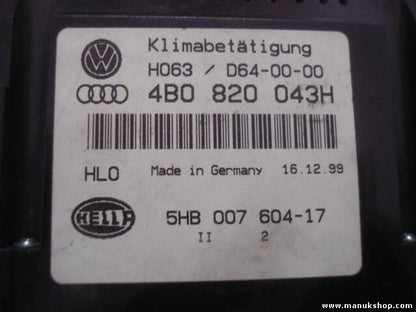 Klimabetätigung
H063 / D64-00-00
4B0 820 043H
HLO Made in Germany 16.12.99
HELLA 5HB 007 604-17
II 2
www.manukshop.com